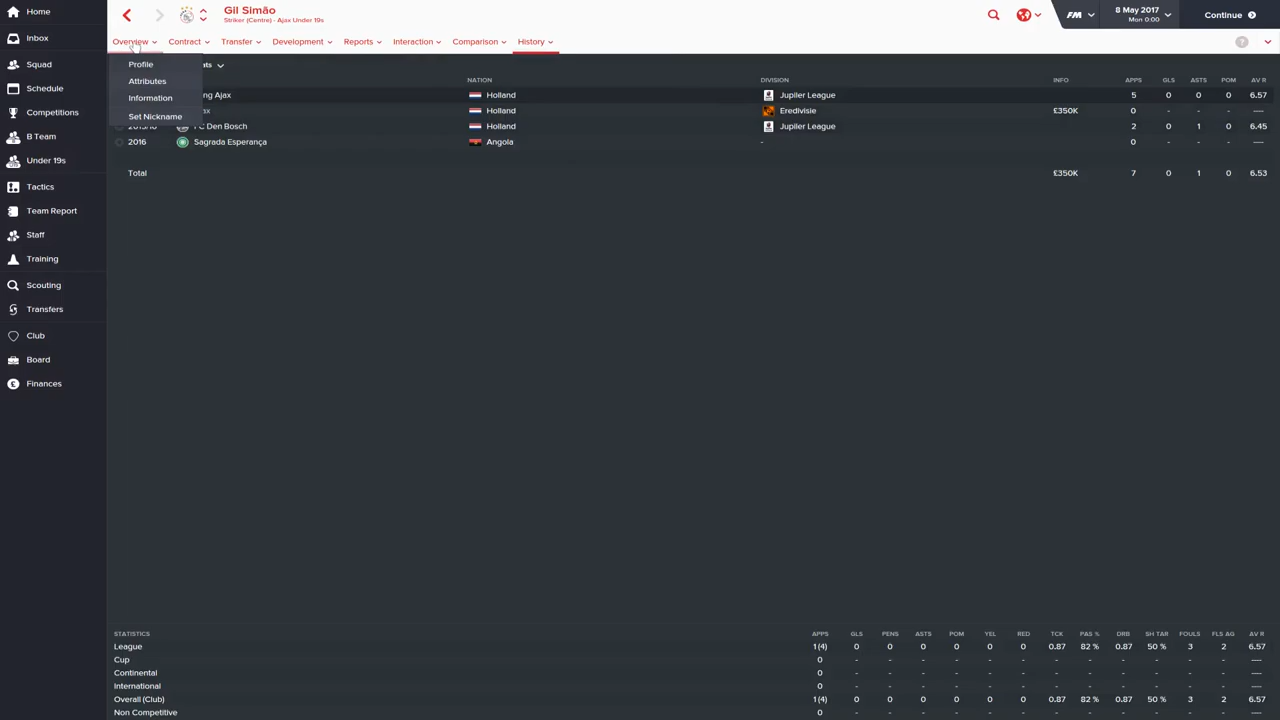 Home
Inbox
Squad
Schedule
Competitions
B Team
Under 19s
Tactics
Team Report
Staff
Training
Scouting
Transfers
Club
Board
Finances
Gil Simão
Striker (Centre) - Ajax Under 19s
FM
8 May 2017
Mon 0:00
Continue
Overview Contract Transfer Development Reports Interaction Comparison History
Profile
Attributes
Information
Set Nickname
ats
NATION DIVISION INFO APPS GLS ASTS POM AV R
ng Ajax Holland Jupiler League 5 0 0 0 6.57
ax Holland Eredivisie £350K 0 - - - ----
FC Den Bosch Holland Jupiler League 2 - 1 0 6.45
2016 Sagrada Esperança Angola - 0 - - - ----
Total £350K 7 0 1 0 6.53
STATISTICS APPS GLS PENS ASTS POM YEL RED TCK PAS % DRB SH TAR FOULS FLS AG AV R
League 1 (4) 0 0 0 0 0 0 0.87 82 % 0.87 50 % 3 2 6.57
Cup 0 - - - - - - - - - - - - ----
Continental 0 - - - - - - - - - - - - ----
International 0 - - - - - - - - - - - - ----
Overall (Club) 1 (4) 0 0 0 0 0 0 0.87 82 % 0.87 50 % 3 2 6.57
Non Competitive 0 - - - - - - - - - - - - ----